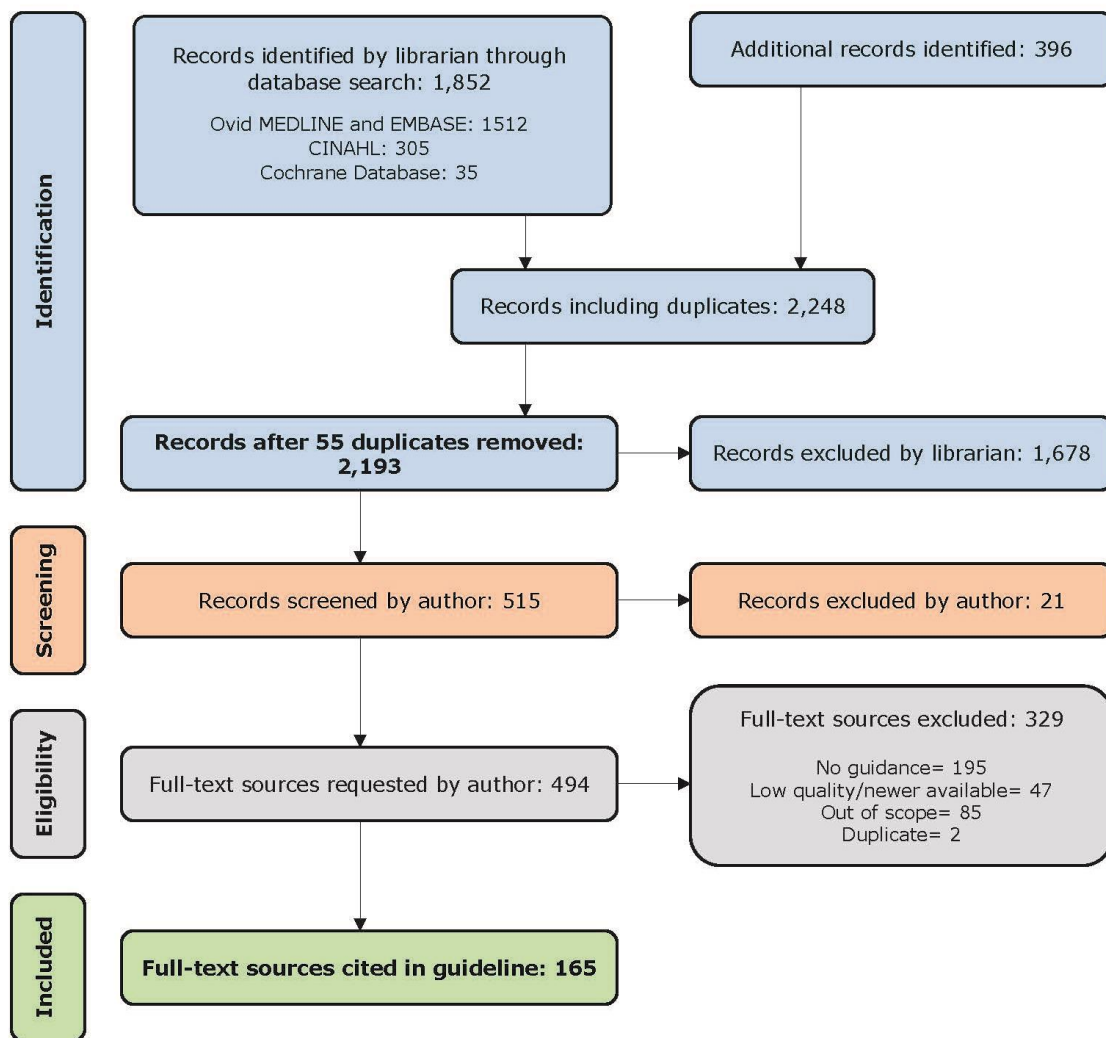 Identification
Records identified by librarian through
database search: 1,852
Ovid MEDLINE and EMBASE: 1512
CINAHL: 305
Cochrane Database: 35
Additional records identified: 396
Records including duplicates: 2,248
Records after 55 duplicates removed:
2,193
Records excluded by librarian: 1,678
Screening
Records screened by author: 515
Records excluded by author: 21
Eligibility
Full-text sources requested by author: 494
Full-text sources excluded: 329
No guidance= 195
Low quality/newer available= 47
Out of scope= 85
Duplicate= 2
Included
Full-text sources cited in guideline: 165